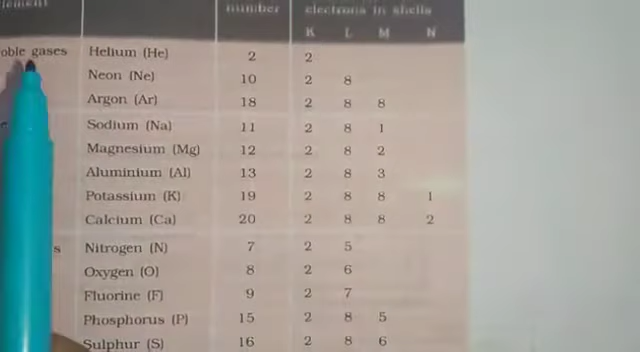 number electrons in shells
K L M N
oble gases Helium (He) 2 2
Neon (Ne) 10 2 8
Argon (Ar) 18 2 8 8
Sodium (Na) 11 2 8 1
Magnesium (Mg) 12 2 8 2
Aluminium (Al) 13 2 8 3
Potassium (K) 19 2 8 8 1
Calcium (Ca) 20 2 8 8 2
s Nitrogen (N) 7 2 5
Oxygen (O) 8 2 6
Fluorine (F) 9 2 7
Phosphorus (P) 15 2 8 5
Sulphur (S) 16 2 8 6